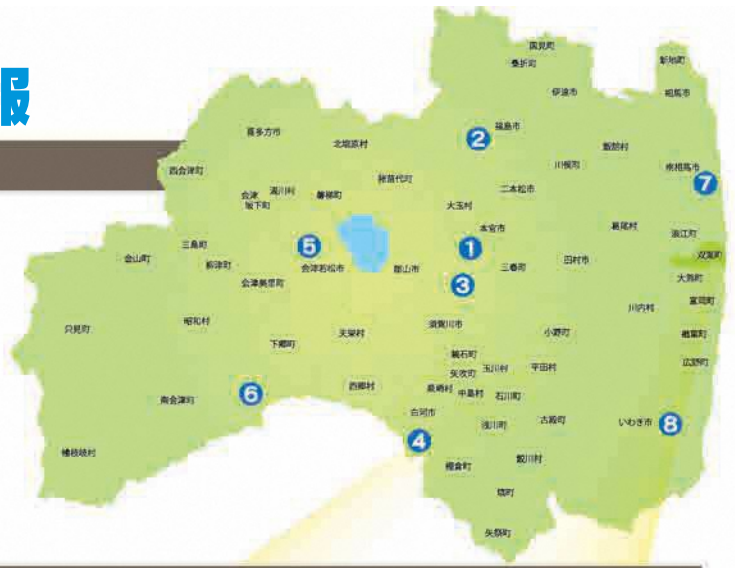 報
国見町
桑折町
新地町
伊達市
相馬市
福島市
2
喜多方市
北塩原村
飯舘村
川俣町
南相馬市
7
西会津町
猪苗代町
二本松市
会津
坂下町
湯川村
磐梯町
大玉村
本宮市
葛尾村
浪江町
5
1
三島町
金山町
柳津町
会津若松市
郡山市
三春町
田村市
双葉町
大熊町
会津美里町
3
富岡町
川内村
昭和村
只見町
天栄村
須賀川市
小野町
楢葉町
下郷町
鏡石町
矢吹町
玉川村
平田村
広野町
西郷村
泉崎村
中島村
石川町
6
南会津町
白河市
浅川町
古殿町
いわき市
8
4
檜枝岐村
棚倉町
鮫川村
塙町
矢祭町